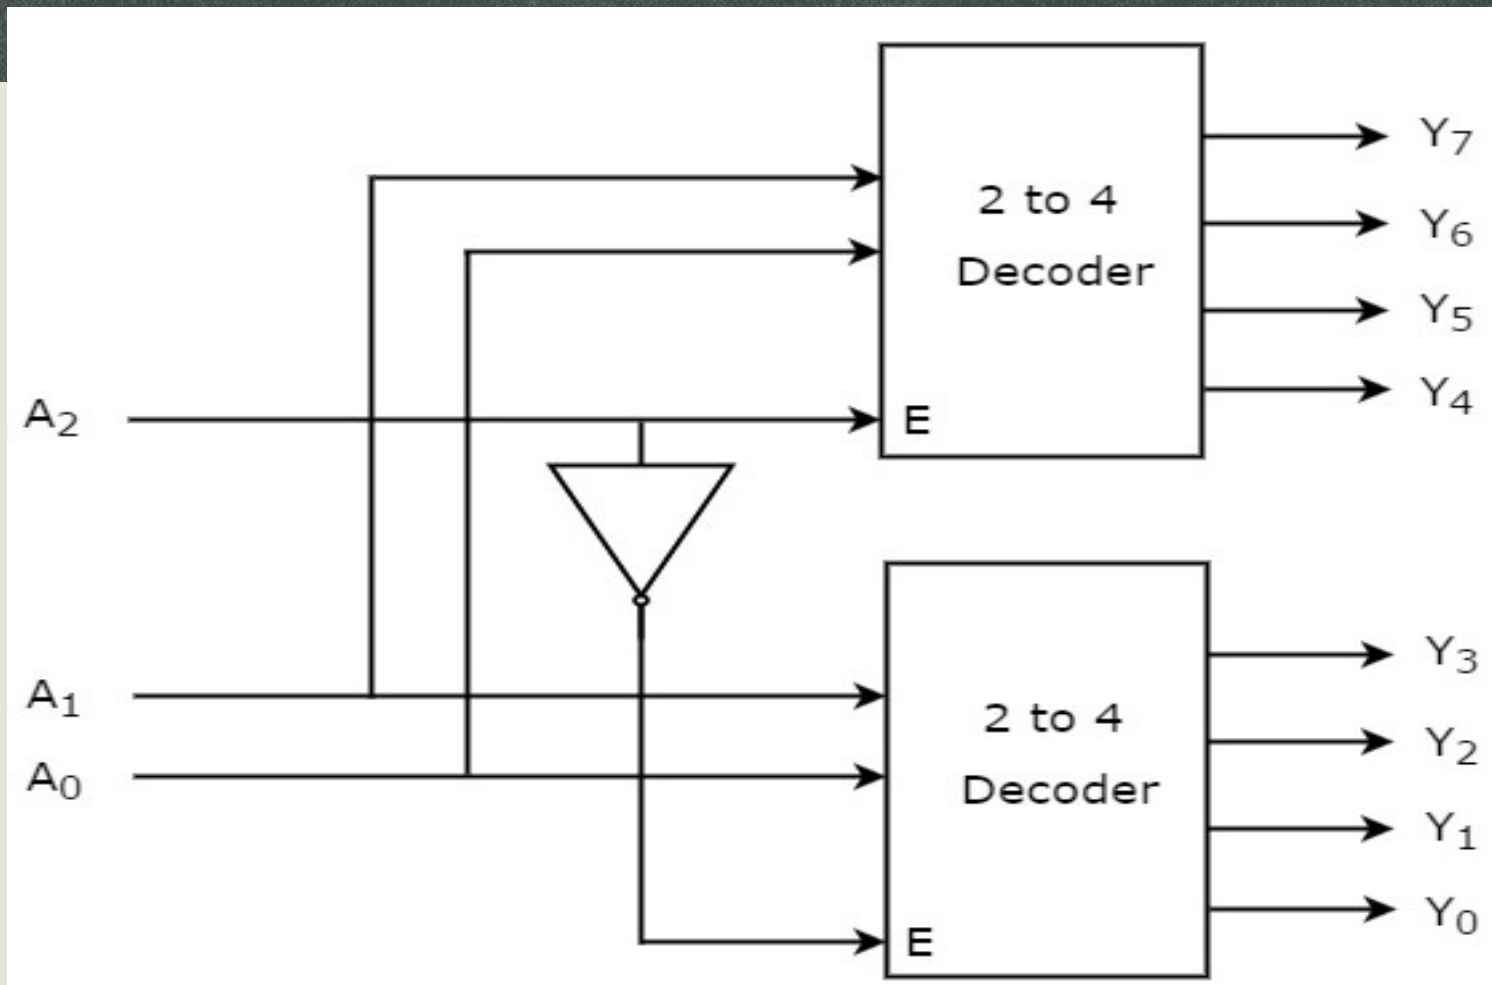 Y₇
2 to 4
Y₆
Decoder
Y₅
A₂
E
Y₄
Y₃
A₁
2 to 4
Y₂
A₀
Decoder
Y₁
E
Y₀